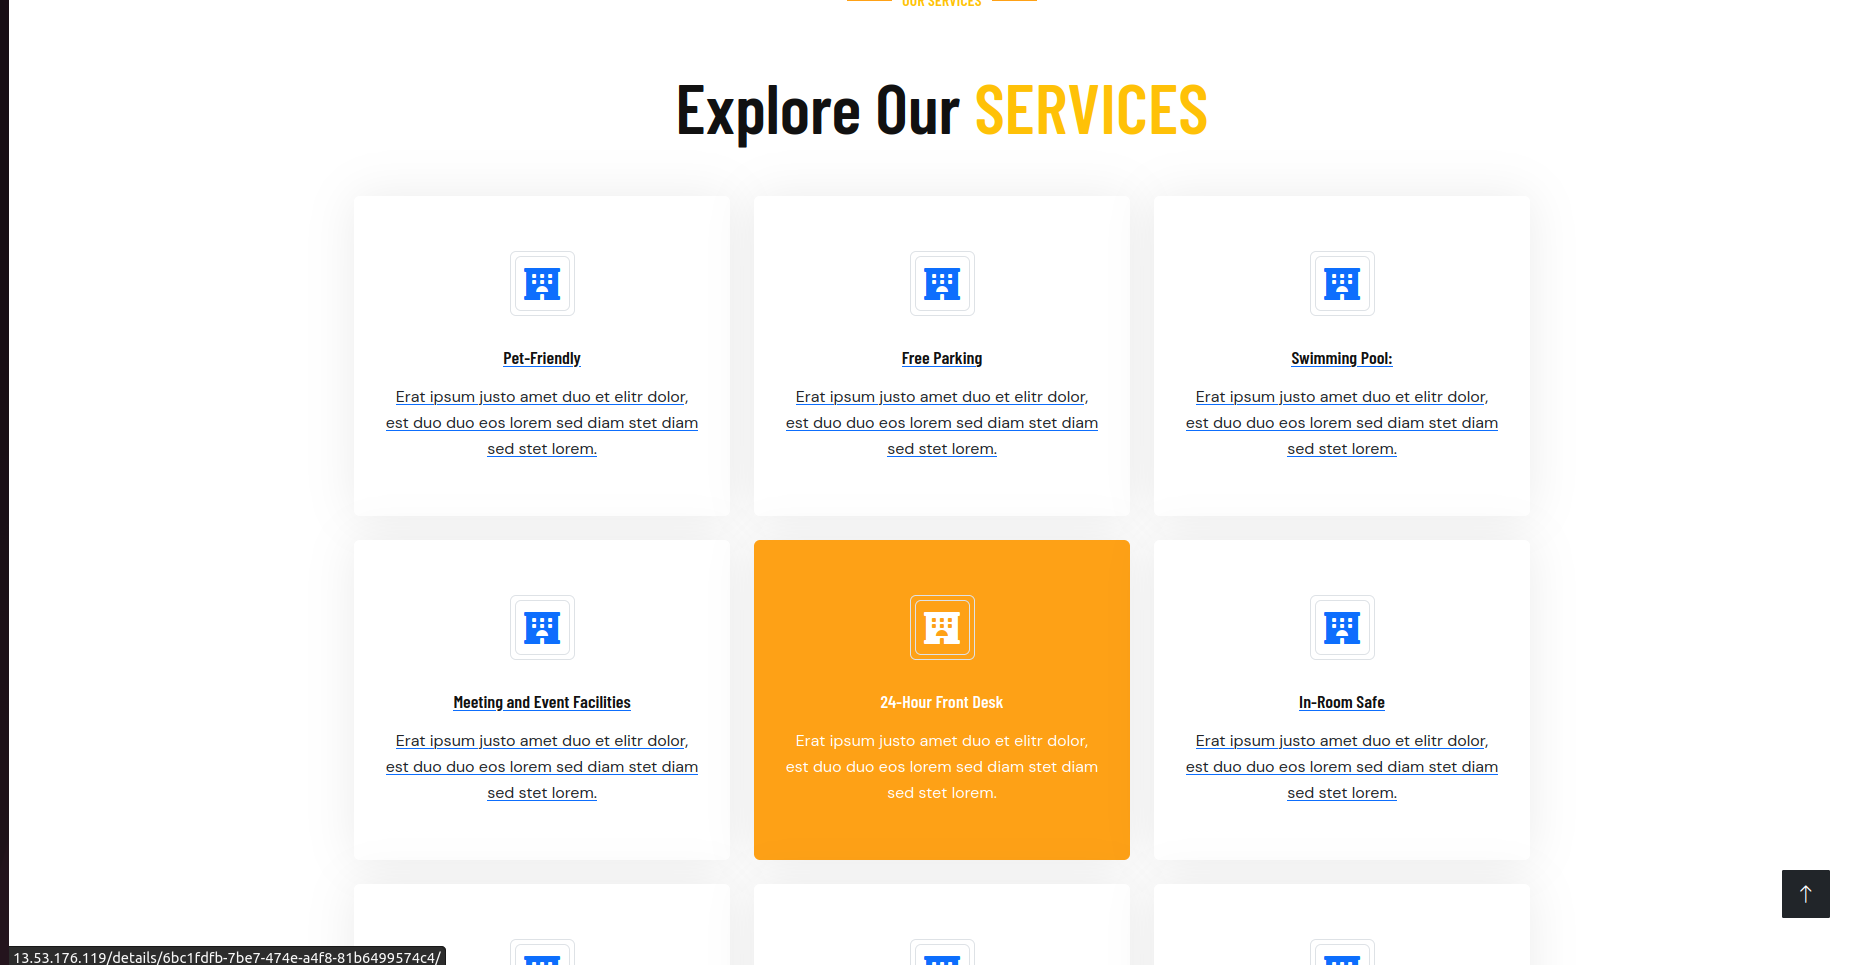 OUR SERVICES
Explore Our SERVICES
Pet-Friendly
Erat ipsum justo amet duo et elitr dolor,
est duo duo eos lorem sed diam stet diam
sed stet lorem.
Free Parking
Erat ipsum justo amet duo et elitr dolor,
est duo duo eos lorem sed diam stet diam
sed stet lorem.
Swimming Pool:
Erat ipsum justo amet duo et elitr dolor,
est duo duo eos lorem sed diam stet diam
sed stet lorem.
Meeting and Event Facilities
Erat ipsum justo amet duo et elitr dolor,
est duo duo eos lorem sed diam stet diam
sed stet lorem.
24-Hour Front Desk
Erat ipsum justo amet duo et elitr dolor,
est duo duo eos lorem sed diam stet diam
sed stet lorem.
In-Room Safe
Erat ipsum justo amet duo et elitr dolor,
est duo duo eos lorem sed diam stet diam
sed stet lorem.
13.53.176.119/details/6bc1fdfb-7be7-474e-a4f8-81b6499574c4/